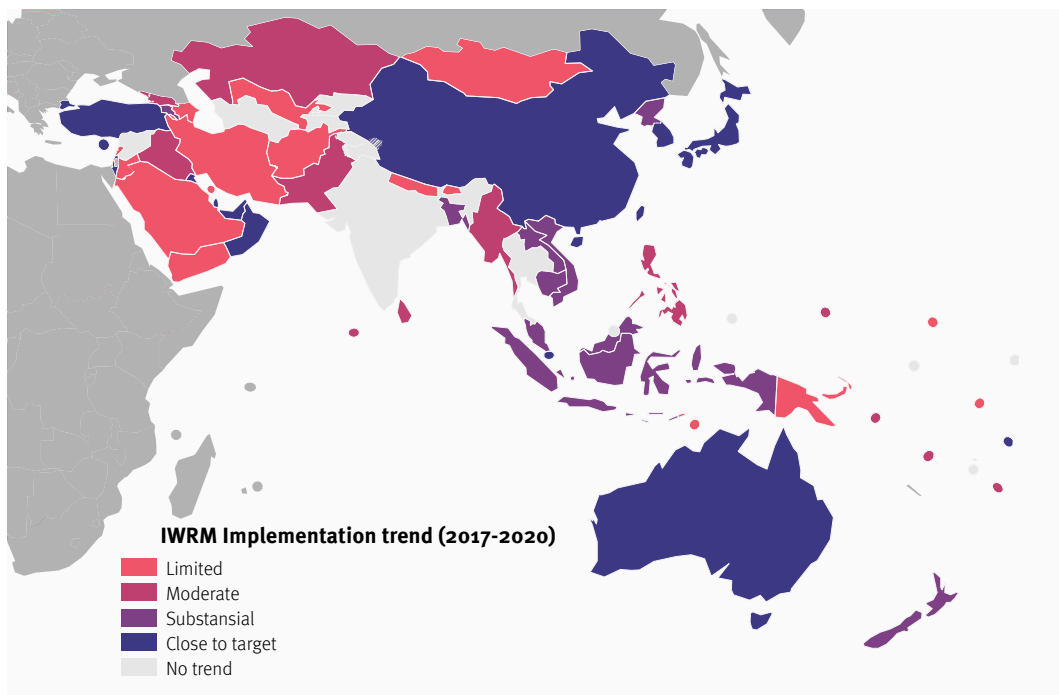 IWRM Implementation trend (2017-2020)
Limited
Moderate
Substansial
Close to target
No trend